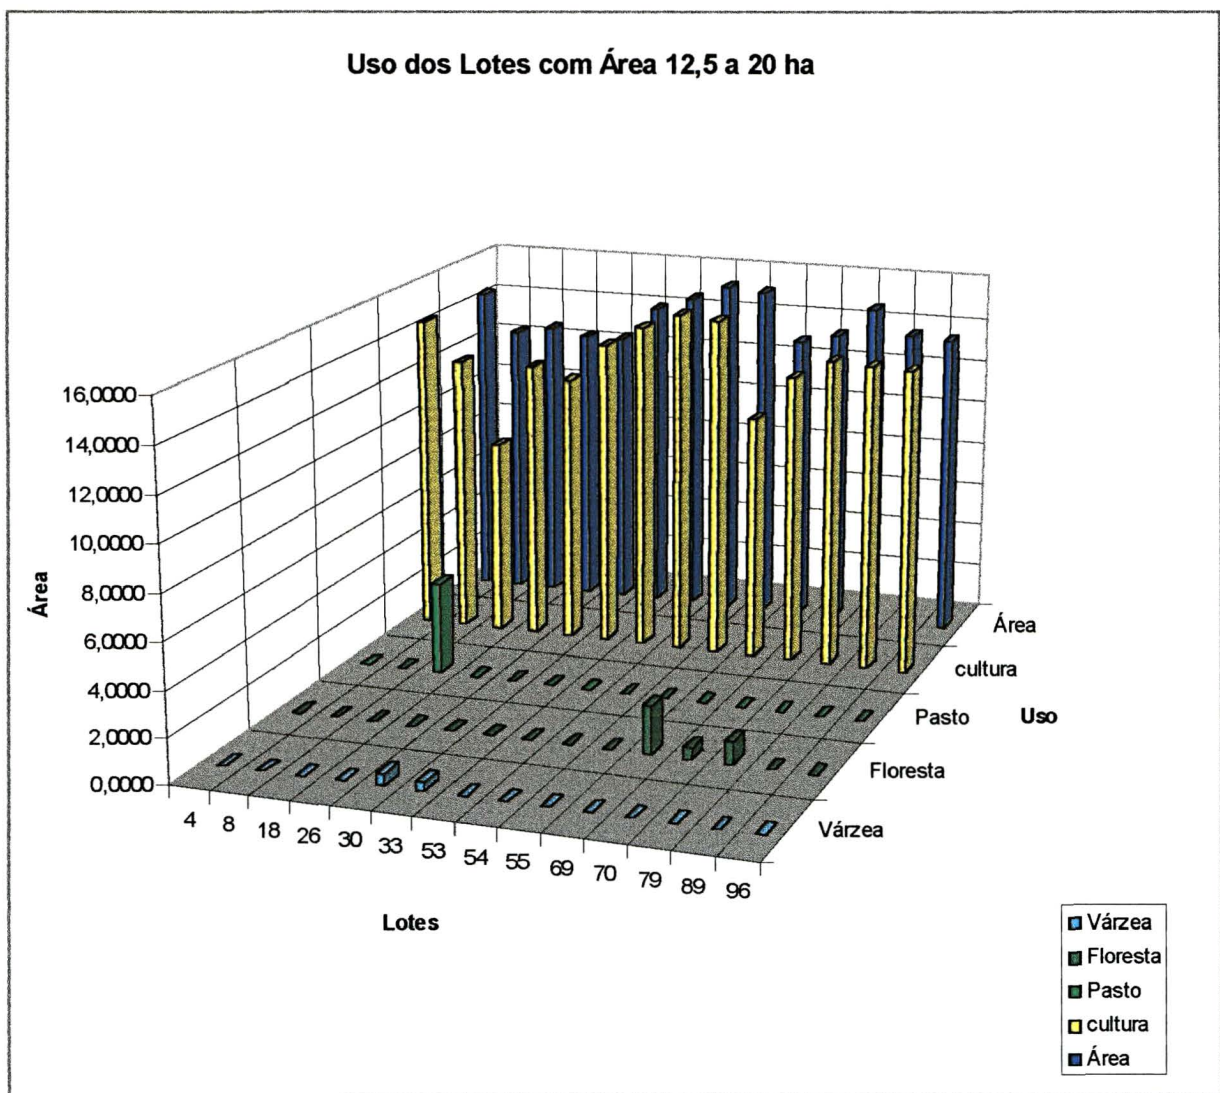 Uso dos Lotes com Área 12,5 a 20 ha
16,0000
14,0000
12,0000
10,0000
8,0000
6,0000
4,0000
2,0000
0,0000
Área
4
8
18
26
30
33
53
54
55
69
70
79
89
96
Lotes
Área
cultura
Pasto
Floresta
Várzea
Uso
Várzea
Floresta
Pasto
cultura
Área